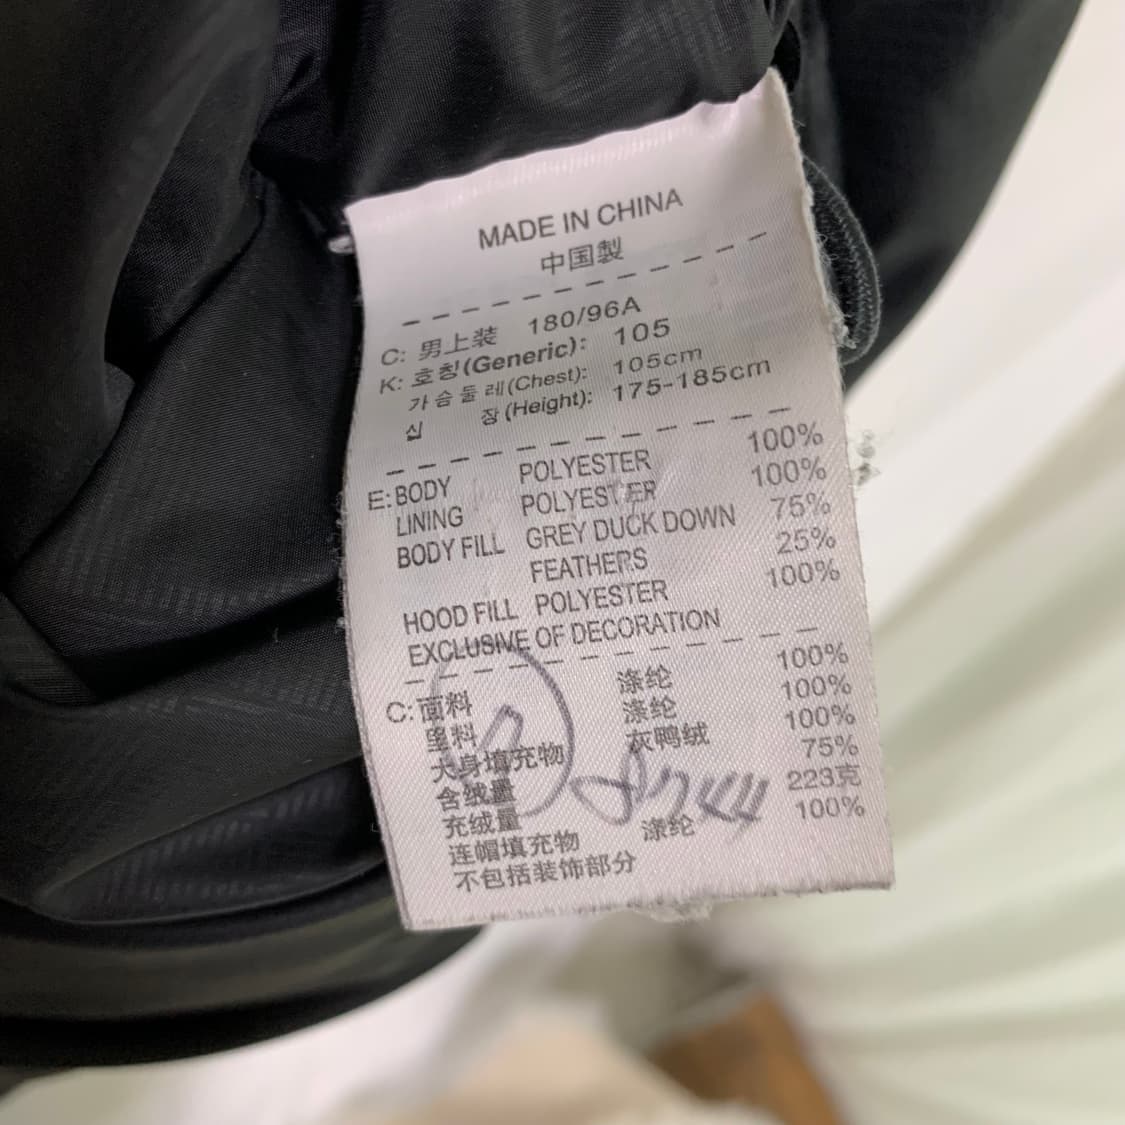 MADE IN CHINA
中国製
C: 男上装 180/96A
K: 호칭(Generic): 105
가슴둘레(Chest): 105cm
신 장(Height): 175-185cm
E: BODY POLYESTER 100%
LINING POLYESTER 100%
BODY FILL GREY DUCK DOWN 75%
FEATHERS 25%
HOOD FILL POLYESTER 100%
EXCLUSIVE OF DECORATION
C: 面料 涤纶 100%
里料 涤纶 100%
大身填充物 灰鸭绒 100%
含绒量 75%
充绒量 223克
连帽填充物 涤纶 100%
不包括装饰部分